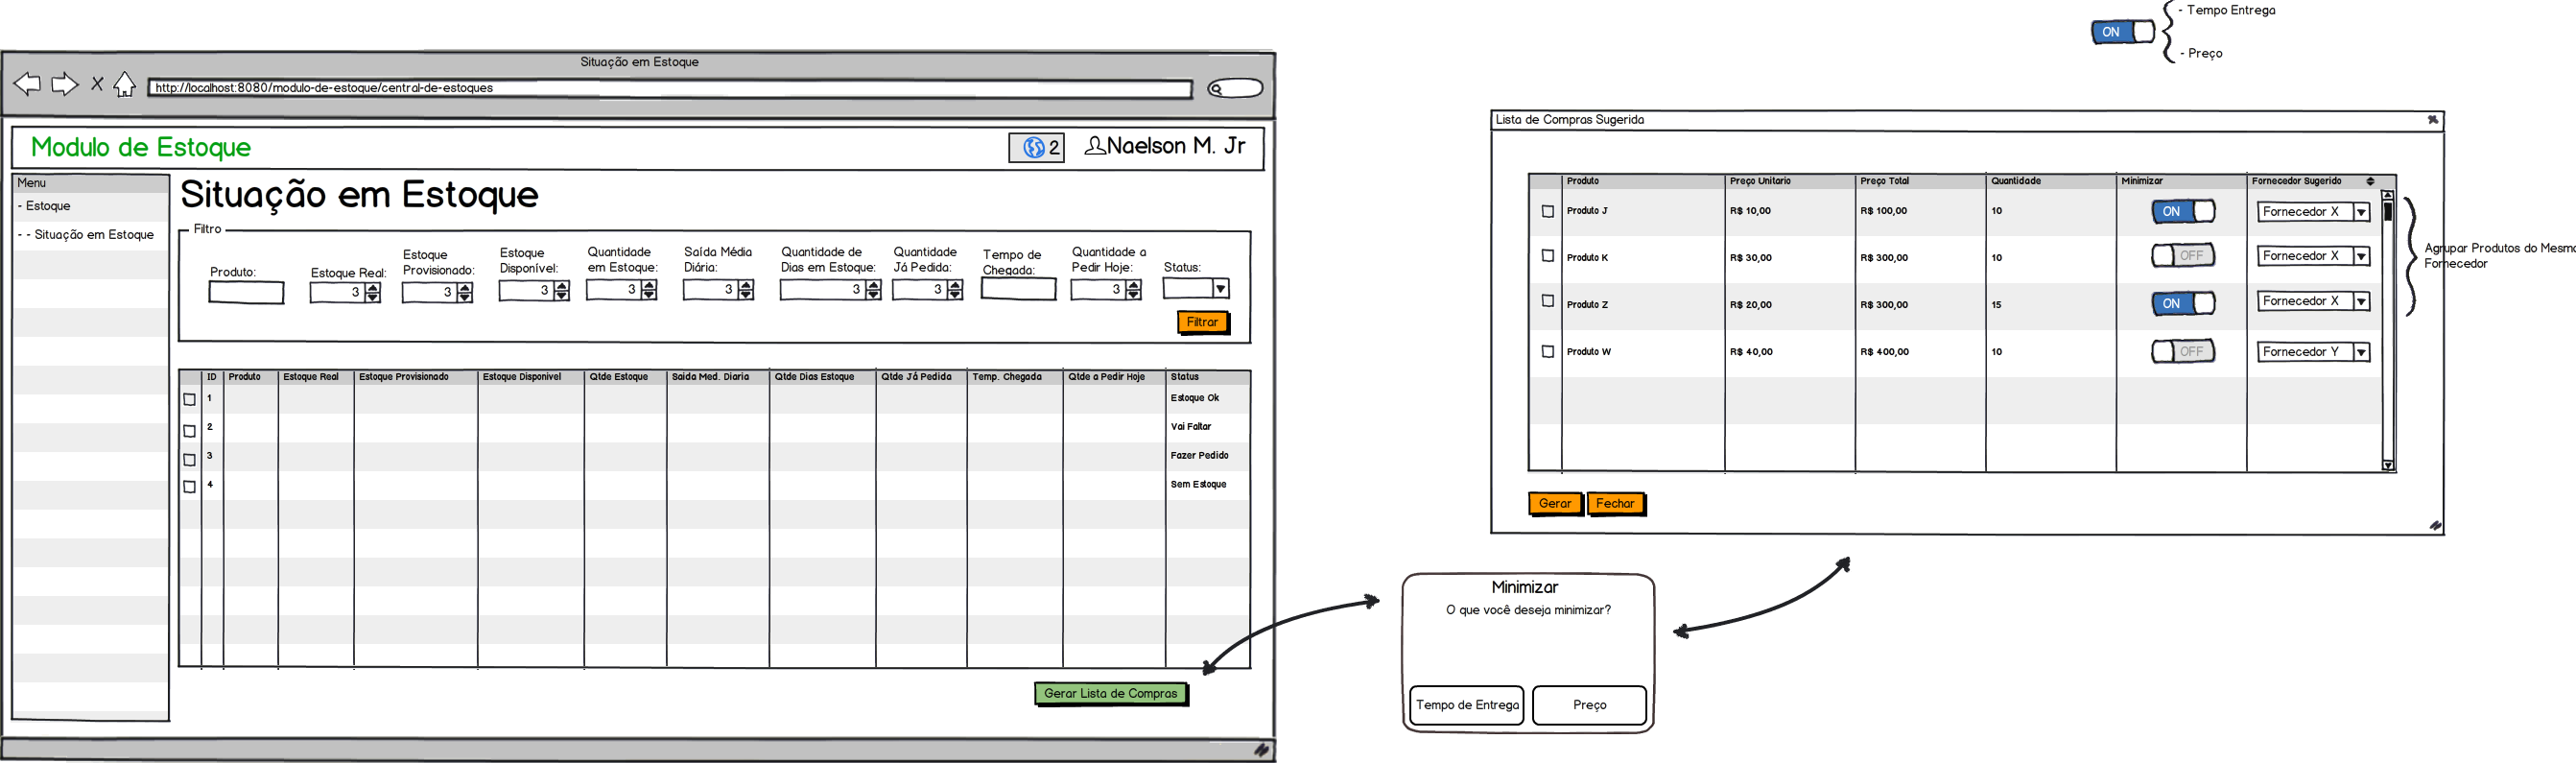 Situação em Estoque
http://localhost:8080/modulo-de-estoque/central-de-estoques
Modulo de Estoque
2
Naelson M. Jr
Menu
- Estoque
- - Situação em Estoque
Situação em Estoque
Filtro
Produto:
Estoque Real:
3
Estoque
Provisionado:
3
Estoque
Disponível:
3
Quantidade
em Estoque:
3
Saída Média
Diária:
3
Quantidade de
Dias em Estoque:
3
Quantidade
Já Pedida:
3
Tempo de
Chegada:
Quantidade a
Pedir Hoje:
3
Status:
Filtrar
ID Produto Estoque Real Estoque Provisionado Estoque Disponivel Qtde Estoque Saida Med. Diaria Qtde Dias Estoque Qtde Já Pedida Temp. Chegada Qtde a Pedir Hoje Status
1 Estoque Ok
2 Vai Faltar
3 Fazer Pedido
4 Sem Estoque
Gerar Lista de Compras
Minimizar
O que você deseja minimizar?
Tempo de Entrega
Preço
ON
- Tempo Entrega
- Preço
Lista de Compras Sugerida
Produto Preço Unitario Preço Total Quantidade Minimizar Fornecedor Sugerido
Produto J R$ 10,00 R$ 100,00 10 ON Fornecedor X
Produto K R$ 30,00 R$ 300,00 10 OFF Fornecedor X
Produto Z R$ 20,00 R$ 300,00 15 ON Fornecedor X
Produto W R$ 40,00 R$ 400,00 10 OFF Fornecedor Y
Agrupar Produtos do Mesmo
Fornecedor
Gerar
Fechar